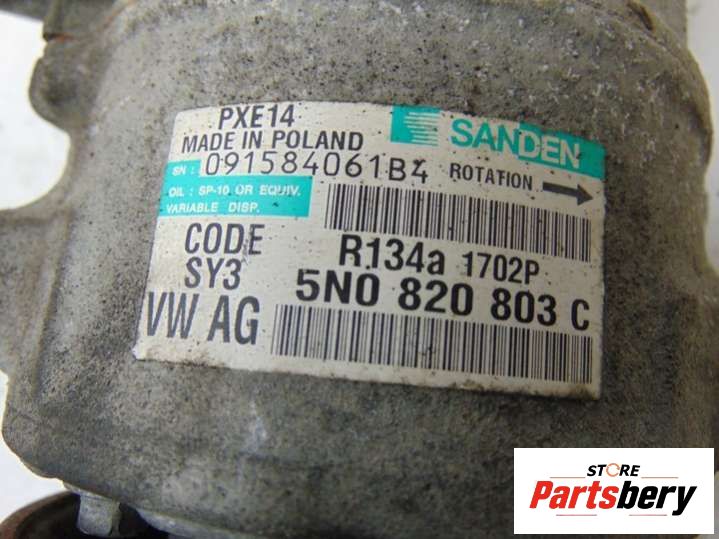 PXE14
MADE IN POLAND
SANDEN
SN : 091584061B4
ROTATION
OIL : SP-10 OR EQUIV.
VARIABLE DISP.
CODE
SY3
R134a 1702P
5N0 820 803 C
VW AG
STORE
Partsbery